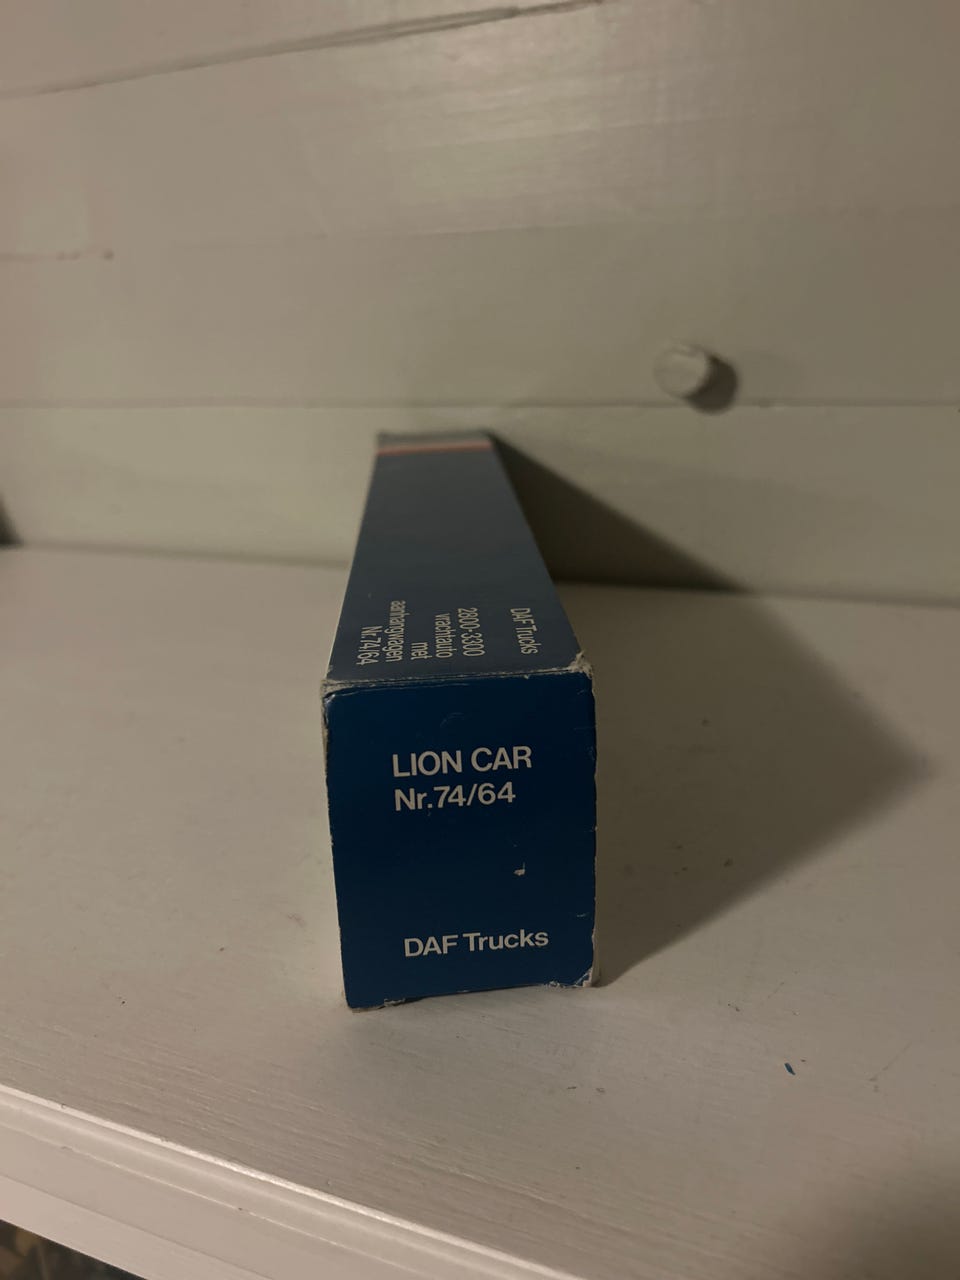 DAF Trucks
2800-3300
vrachtauto
met
aanhangwagen
Nr.74/64
LION CAR
Nr.74/64
DAF Trucks